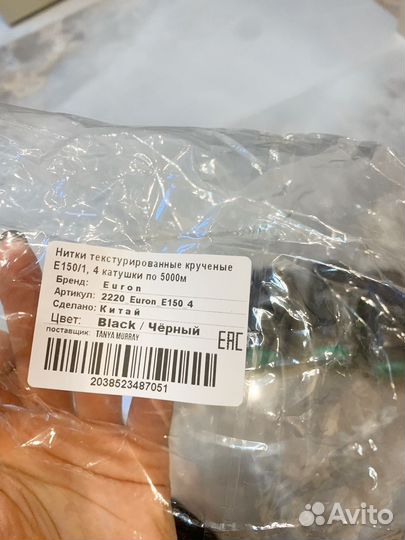 Нитки текстурированные крученые
E150/1, 4 катушки по 5000м
Бренд: Euron
Артикул: 2220 Euron E150 4
Сделано: Китай
Цвет: Black / Чёрный
поставщик: TANYA MURRAY
EAC
2038523487051
Avito